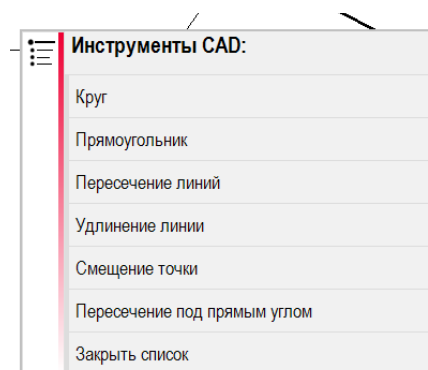 Инструменты CAD:
Круг
Прямоугольник
Пересечение линий
Удлинение линии
Смещение точки
Пересечение под прямым углом
Закрыть список